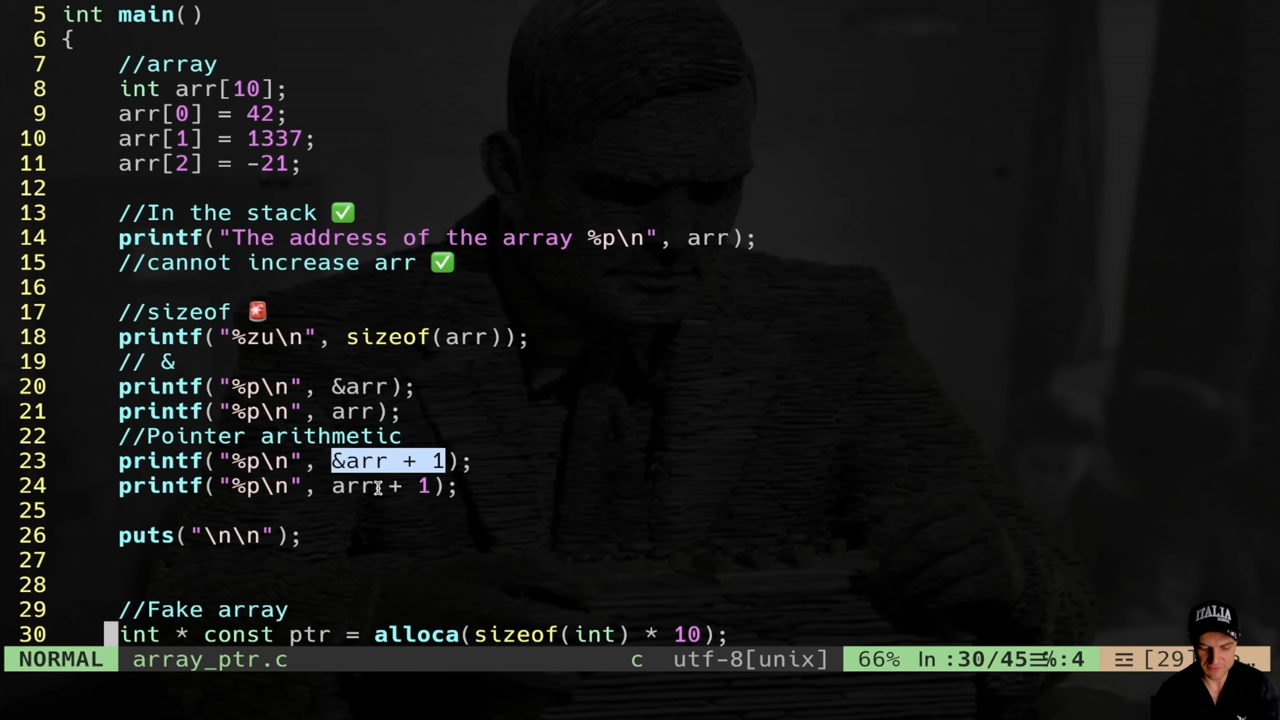 5 int main()
6 {
7 //array
8 int arr[10];
9 arr[0] = 42;
10 arr[1] = 1337;
11 arr[2] = -21;
12
13 //In the stack ✅
14 printf("The address of the array %p\n", arr);
15 //cannot increase arr ✅
16
17 //sizeof 🚨
18 printf("%zu\n", sizeof(arr));
19 // &
20 printf("%p\n", &arr);
21 printf("%p\n", arr);
22 //Pointer arithmetic
23 printf("%p\n", &arr + 1);
24 printf("%p\n", arr + 1);
25
26 puts("\n\n");
27
28
29 //Fake array
30 int * const ptr = alloca(sizeof(int) * 10);
NORMAL array_ptr.c c utf-8[unix] 66% ln :30/45☰%:4 ☲ [29]
ITALIA